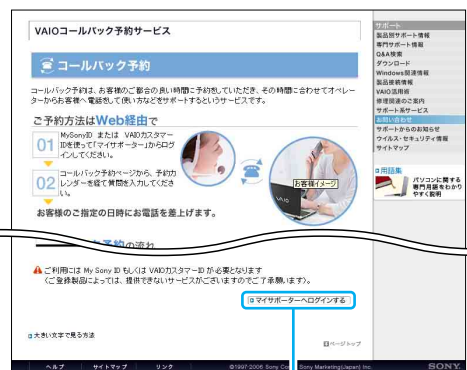 VAIOコールバック予約サービス
コールバック予約
コールバック予約は、お客様のご都合の良い時間に予約していただき、その時間に合わせてオペレー
ターからお客様へ電話をして使い方などをサポートするというサービスです。
ご予約方法はWeb経由で
01
MySonyID または VAIOカスタマー
IDを使って「マイサポーター」からログ
インしてください。
02
コールバック予約ページから、予約カ
レンダーを経て質問を入力してくださ
い。
お客様イメージ
お客様のご指定の日時にお電話を差上げます。
予約の流れ
ご利用には My Sony ID もしくは VAIOカスタマーID が必要となります
(ご登録製品によっては、提供できないサービスがございますのでご了承願います)。
マイサポーターへログインする
大きい文字で見る方法
ページトップ
ヘルプ サイトマップ リンク
©1997-2006 Sony Sony Marketing(Japan) Inc.
SONY
サポート
製品別サポート情報
専門サポート情報
Q&A検索
ダウンロード
Windows関連情報
製品接続情報
VAIO活用術
修理関連のご案内
サポート系サービス
お問い合わせ
サポートからのお知らせ
ウイルス・セキュリティ情報
サイトマップ
用語集
パソコンに関する
専門用語をわかり
やすく説明